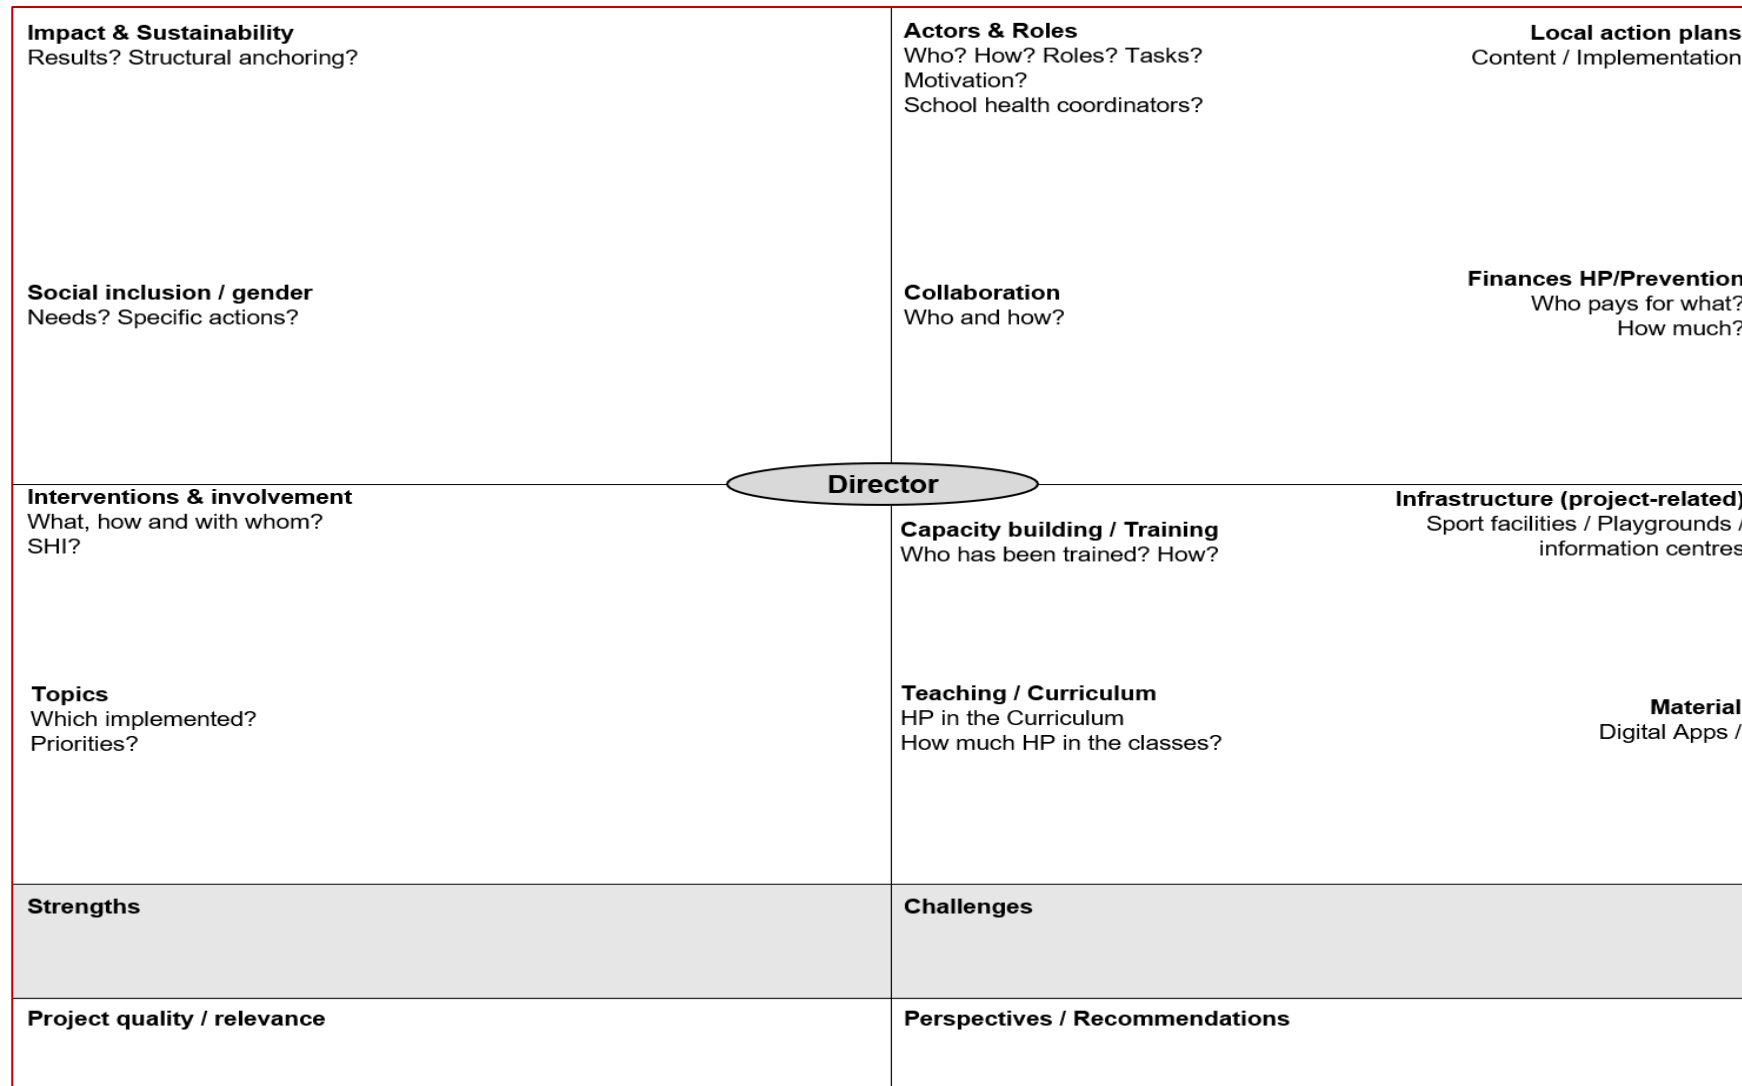 Impact & Sustainability
Results? Structural anchoring?
Social inclusion / gender
Needs? Specific actions?
Actors & Roles
Who? How? Roles? Tasks?
Motivation?
School health coordinators?
Local action plans
Content / Implementation
Collaboration
Who and how?
Finances HP/Prevention
Who pays for what?
How much?
Director
Interventions & involvement
What, how and with whom?
SHI?
Topics
Which implemented?
Priorities?
Capacity building / Training
Who has been trained? How?
Infrastructure (project-related)
Sport facilities / Playgrounds /
information centres
Teaching / Curriculum
HP in the Curriculum
How much HP in the classes?
Material
Digital Apps /
Strengths
Challenges
Project quality / relevance
Perspectives / Recommendations